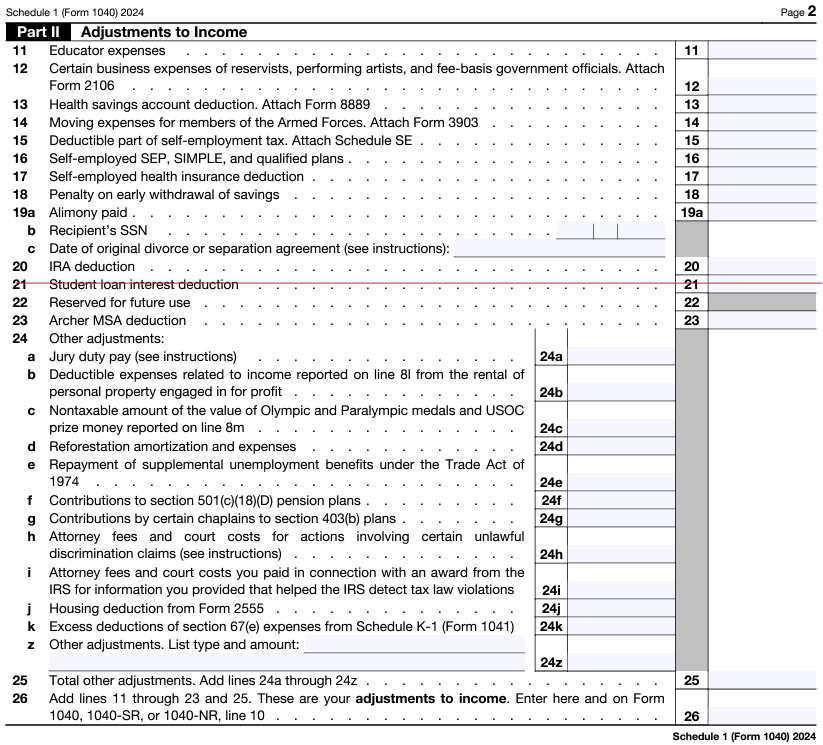 Schedule 1 (Form 1040) 2024 Page 2
Part II Adjustments to Income
11 Educator expenses . . . . . . . . . . . . . . . . . . . . . . . 11
12 Certain business expenses of reservists, performing artists, and fee-basis government officials. Attach
Form 2106 . . . . . . . . . . . . . . . . . . . . . . . . . . 12
13 Health savings account deduction. Attach Form 8889 . . . . . . . . . . . . . 13
14 Moving expenses for members of the Armed Forces. Attach Form 3903 . . . . . . . . 14
15 Deductible part of self-employment tax. Attach Schedule SE . . . . . . . . . . . 15
16 Self-employed SEP, SIMPLE, and qualified plans . . . . . . . . . . . . . . 16
17 Self-employed health insurance deduction . . . . . . . . . . . . . . . . 17
18 Penalty on early withdrawal of savings . . . . . . . . . . . . . . . . . 18
19a Alimony paid . . . . . . . . . . . . . . . . . . . . . . . . . 19a
b Recipient's SSN . . . . . . . . . . . . . . . . . .
c Date of original divorce or separation agreement (see instructions):
20 IRA deduction . . . . . . . . . . . . . . . . . . . . . . . . . 20
21 Student loan interest deduction . . . . . . . . . . . . . . . . . . . 21
22 Reserved for future use . . . . . . . . . . . . . . . . . . . . . . 22
23 Archer MSA deduction . . . . . . . . . . . . . . . . . . . . . . 23
24 Other adjustments:
a Jury duty pay (see instructions) . . . . . . . . . . . . 24a
b Deductible expenses related to income reported on line 8l from the rental of
personal property engaged in for profit . . . . . . . . . . . 24b
c Nontaxable amount of the value of Olympic and Paralympic medals and USOC
prize money reported on line 8m . . . . . . . . . . . . 24c
d Reforestation amortization and expenses . . . . . . . . . . 24d
e Repayment of supplemental unemployment benefits under the Trade Act of
1974 . . . . . . . . . . . . . . . . . . . . . 24e
f Contributions to section 501(c)(18)(D) pension plans . . . . . . . 24f
g Contributions by certain chaplains to section 403(b) plans . . . . . . 24g
h Attorney fees and court costs for actions involving certain unlawful
discrimination claims (see instructions) . . . . . . . . . . . 24h
i Attorney fees and court costs you paid in connection with an award from the
IRS for information you provided that helped the IRS detect tax law violations 24i
j Housing deduction from Form 2555 . . . . . . . . . . . . 24j
k Excess deductions of section 67(e) expenses from Schedule K-1 (Form 1041) 24k
z Other adjustments. List type and amount:
24z
25 Total other adjustments. Add lines 24a through 24z . . . . . . . . . . . . . . 25
26 Add lines 11 through 23 and 25. These are your adjustments to income. Enter here and on Form
1040, 1040-SR, or 1040-NR, line 10 . . . . . . . . . . . . . . . . . . 26
Schedule 1 (Form 1040) 2024